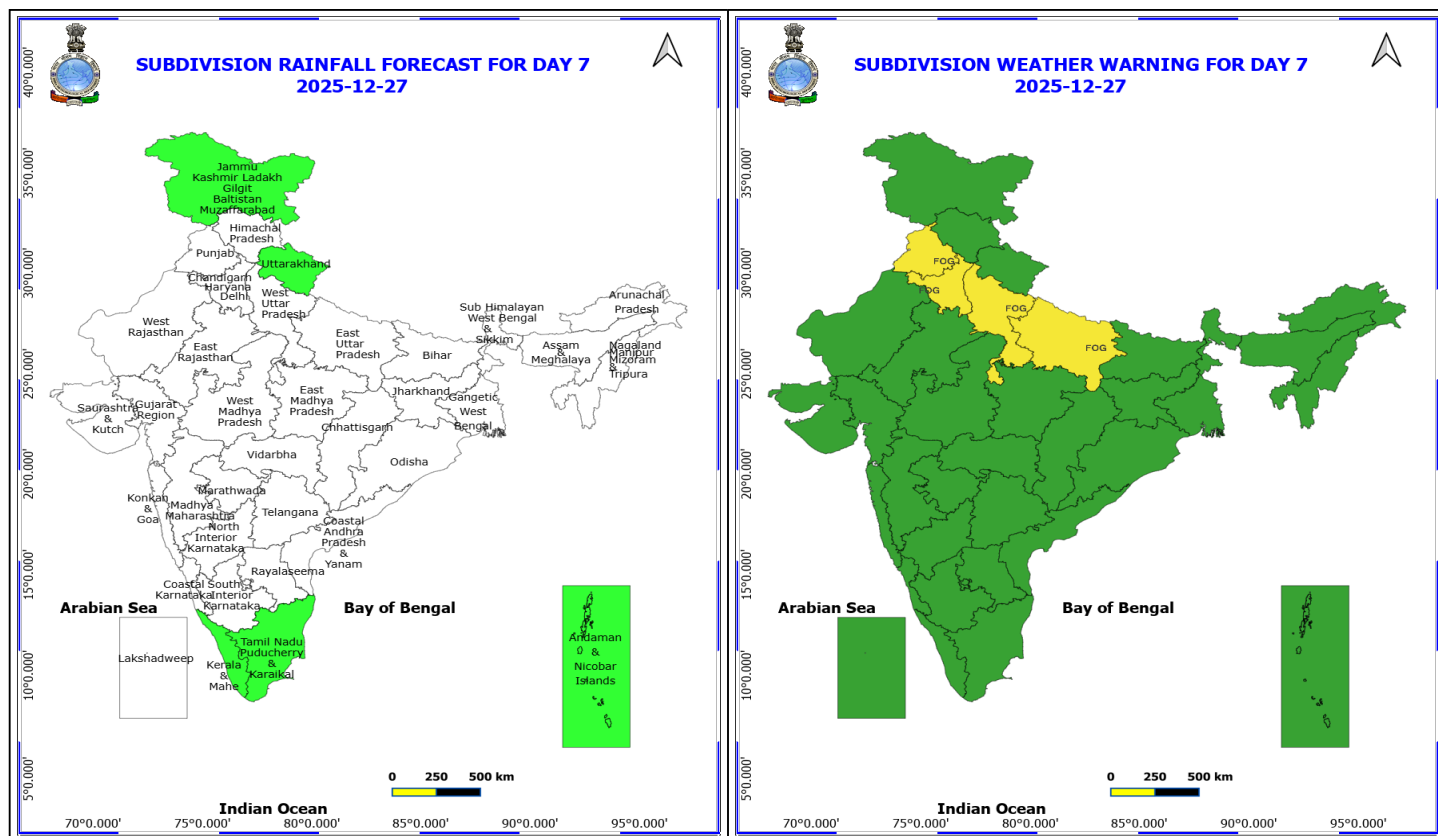 SUBDIVISION RAINFALL FORECAST FOR DAY 7
2025-12-27
40°0.000'
35°0.000'
30°0.000'
25°0.000'
20°0.000'
15°0.000'
10°0.000'
5°0.000'
Jammu
Kashmir Ladakh
Gilgit
Baltistan
Muzaffarabad
Himachal
Pradesh
Punjab
Uttarakhand
Chandigarh
Haryana
Delhi
West
Uttar
Pradesh
West
Rajasthan
East
Rajasthan
East
Uttar
Pradesh
Bihar
Sub Himalayan
West Bengal
&
Sikkim
Arunachal
Pradesh
Assam
&
Meghalaya
Nagaland
Manipur
Mizoram
&
Tripura
Saurashtra
&
Kutch
Gujarat
Region
West
Madhya
Pradesh
East
Madhya
Pradesh
Jharkhand
Gangetic
West
Bengal
Chhattisgarh
Vidarbha
Odisha
Konkan
&
Goa
Madhya
Maharashtra
Marathwada
Telangana
North
Interior
Karnataka
Coastal
Andhra
Pradesh
&
Yanam
Rayalaseema
Coastal
Karnataka
South
Interior
Karnataka
Arabian Sea
Bay of Bengal
Lakshadweep
Kerala
&
Mahe
Tamil Nadu
Puducherry
&
Karaikal
Andaman
&
Nicobar
Islands
0 250 500 km
Indian Ocean
70°0.000' 75°0.000' 80°0.000' 85°0.000' 90°0.000' 95°0.000'
SUBDIVISION WEATHER WARNING FOR DAY 7
2025-12-27
40°0.000'
35°0.000'
30°0.000'
25°0.000'
20°0.000'
15°0.000'
10°0.000'
5°0.000'
FOG
FOG
FOG
FOG
Arabian Sea
Bay of Bengal
0 250 500 km
Indian Ocean
70°0.000' 75°0.000' 80°0.000' 85°0.000' 90°0.000' 95°0.000'